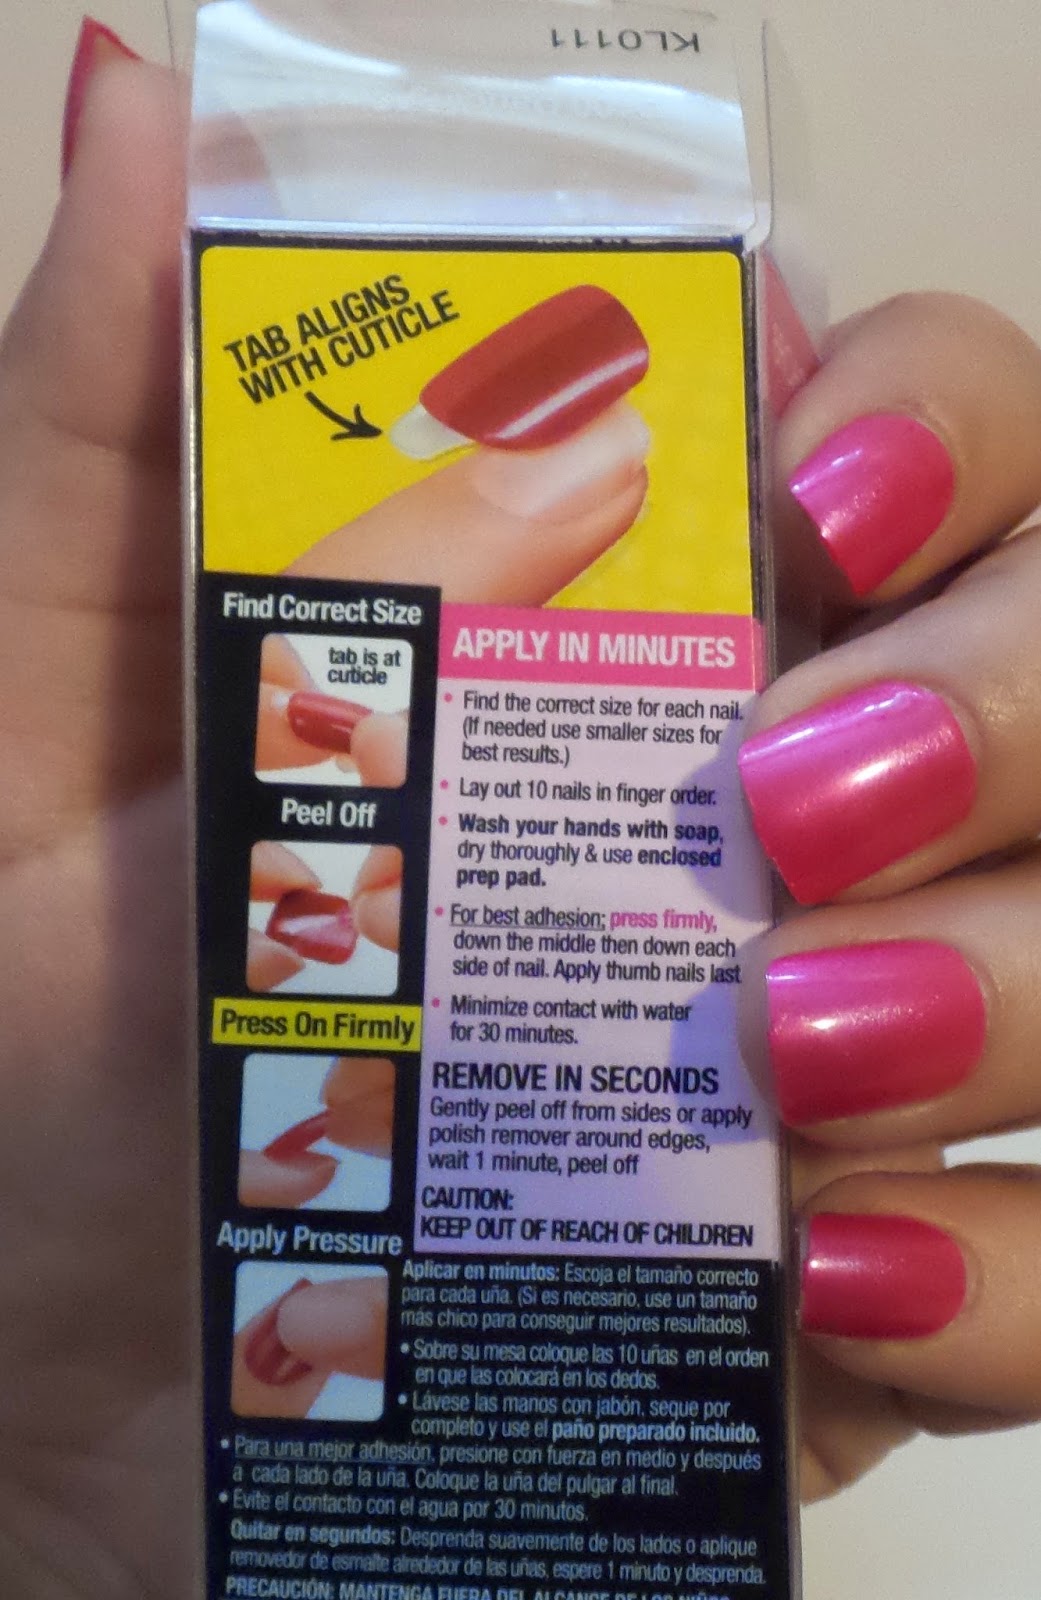 KL0111
TAB ALIGNS
WITH CUTICLE
Find Correct Size
tab is at
cuticle
Peel Off
Press On Firmly
Apply Pressure
APPLY IN MINUTES
• Find the correct size for each nail.
(If needed use smaller sizes for
best results.)
• Lay out 10 nails in finger order.
• Wash your hands with soap,
dry thoroughly & use enclosed
prep pad.
• For best adhesion; press firmly,
down the middle then down each
side of nail. Apply thumb nails last
• Minimize contact with water
for 30 minutes.
REMOVE IN SECONDS
Gently peel off from sides or apply
polish remover around edges,
wait 1 minute, peel off
CAUTION:
KEEP OUT OF REACH OF CHILDREN
Aplicar en minutos: Escoja el tamaño correcto
para cada uña. (Si es necesario, use un tamaño
más chico para conseguir mejores resultados).
• Sobre su mesa coloque las 10 uñas en el orden
en que las colocará en los dedos.
• Lávese las manos con jabón, seque por
completo y use el paño preparado incluido.
• Para una mejor adhesión, presione con fuerza en medio y después
a cada lado de la uña. Coloque la uña del pulgar al final.
• Evite el contacto con el agua por 30 minutos.
Quitar en segundos: Desprenda suavemente de los lados o aplique
removedor de esmalte alrededor de las uñas, espere 1 minuto y desprenda.
PRECAUCIÓN: MANTENGA FUERA DEL ALCANCE DE LOS NIÑOS